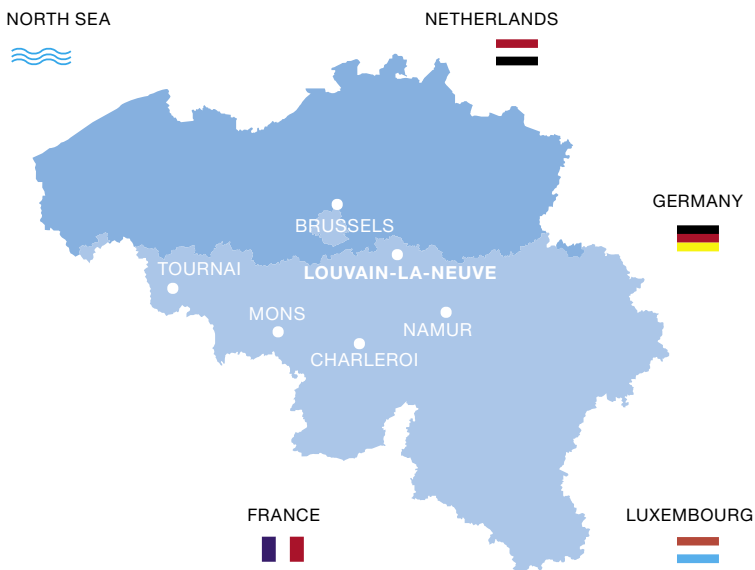 NORTH SEA
NETHERLANDS
GERMANY
BRUSSELS
LOUVAIN-LA-NEUVE
TOURNAI
MONS
NAMUR
CHARLEROI
FRANCE
LUXEMBOURG